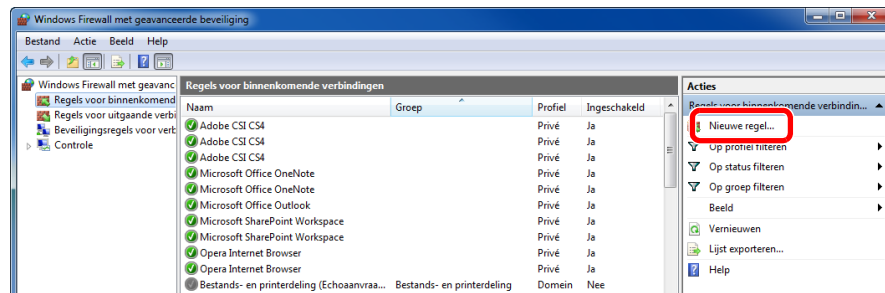 Windows Firewall met geavanceerde beveiliging
Bestand Actie Beeld Help
Windows Firewall met geavanc
Regels voor binnenkomend
Regels voor uitgaande verbi
Beveiligingsregels voor verb
Controle
Regels voor binnenkomende verbindingen
Naam Groep Profiel Ingeschakeld
Adobe CSI CS4 Privé Ja
Adobe CSI CS4 Privé Ja
Adobe CSI CS4 Privé Ja
Microsoft Office OneNote Privé Ja
Microsoft Office OneNote Privé Ja
Microsoft Office Outlook Privé Ja
Microsoft SharePoint Workspace Privé Ja
Microsoft SharePoint Workspace Privé Ja
Opera Internet Browser Privé Ja
Opera Internet Browser Privé Ja
Bestands- en printerdeling (Echoaanvraa... Bestands- en printerdeling Domein Nee
Acties
Regels voor binnenkomende verbindin...
Nieuwe regel...
Op profiel filteren
Op status filteren
Op groep filteren
Beeld
Vernieuwen
Lijst exporteren...
Help